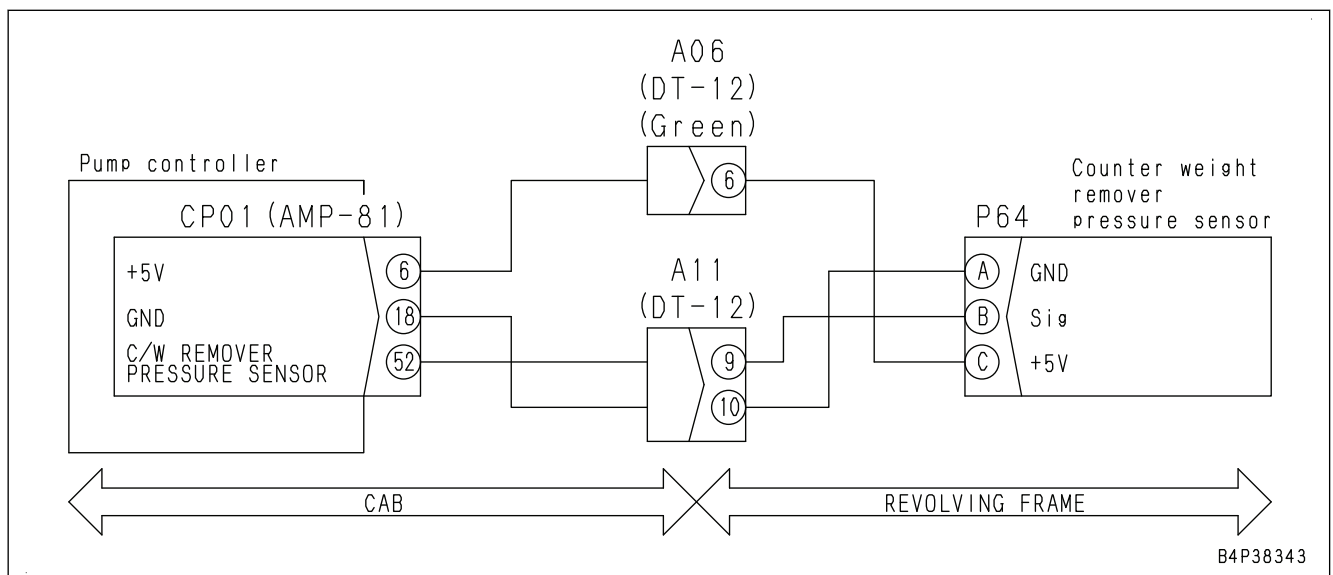 A06
(DT-12)
(Green)
6
Pump controller
CP01 (AMP-81)
+5V
6
GND
18
C/W REMOVER
PRESSURE SENSOR
52
A11
(DT-12)
9
10
Counter weight
remover
pressure sensor
P64
A
GND
B
Sig
C
+5V
CAB
REVOLVING FRAME
B4P38343